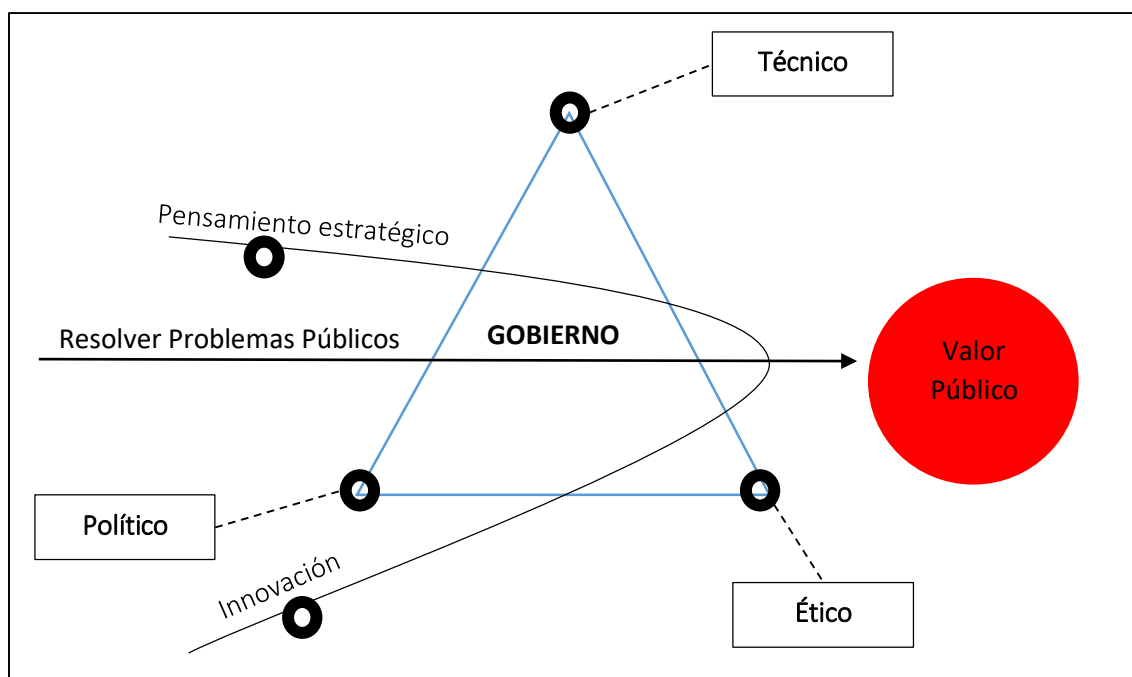 Técnico
Pensamiento estratégico
Resolver Problemas Públicos
GOBIERNO
Valor
Público
Político
Innovación
Ético